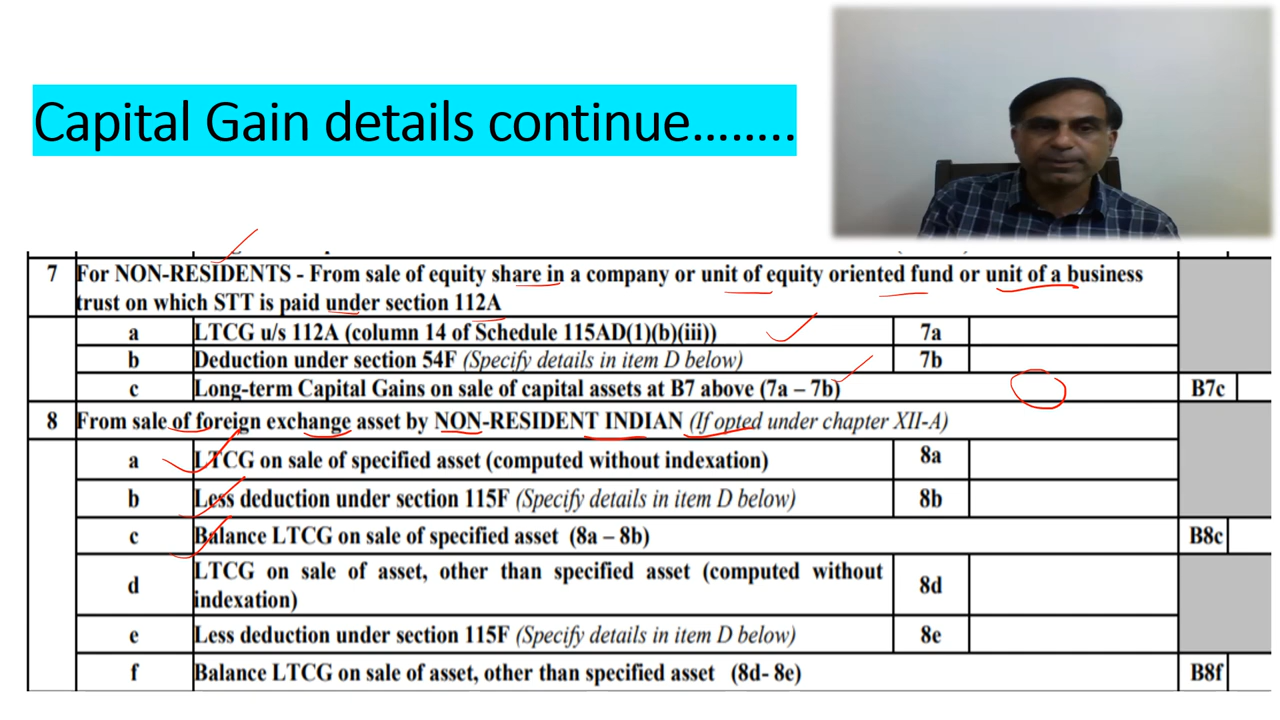 Capital Gain details continue……..
7 For NON-RESIDENTS - From sale of equity share in a company or unit of equity oriented fund or unit of a business
trust on which STT is paid under section 112A
a LTCG u/s 112A (column 14 of Schedule 115AD(1)(b)(iii)) 7a
b Deduction under section 54F (Specify details in item D below) 7b
c Long-term Capital Gains on sale of capital assets at B7 above (7a – 7b) B7c
8 From sale of foreign exchange asset by NON-RESIDENT INDIAN (If opted under chapter XII-A)
a LTCG on sale of specified asset (computed without indexation) 8a
b Less deduction under section 115F (Specify details in item D below) 8b
c Balance LTCG on sale of specified asset (8a – 8b) B8c
d LTCG on sale of asset, other than specified asset (computed without
indexation) 8d
e Less deduction under section 115F (Specify details in item D below) 8e
f Balance LTCG on sale of asset, other than specified asset (8d- 8e) B8f